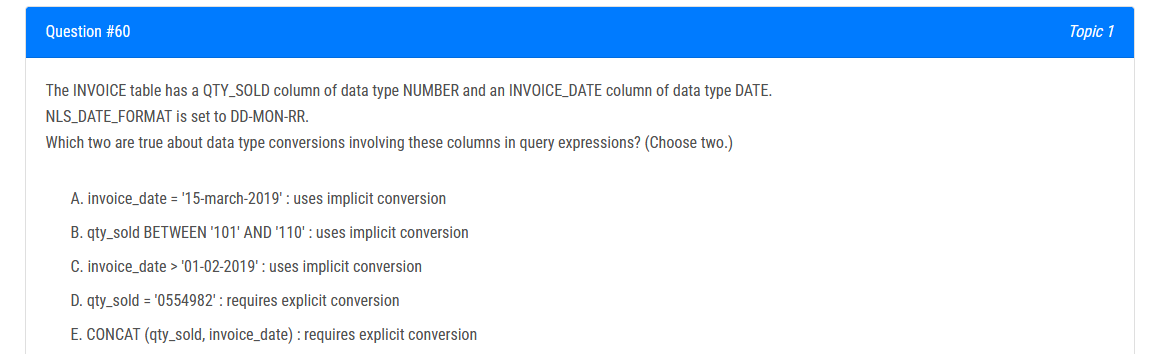 Question #60
Topic 1
The INVOICE table has a QTY_SOLD column of data type NUMBER and an INVOICE_DATE column of data type DATE.
NLS_DATE_FORMAT is set to DD-MON-RR.
Which two are true about data type conversions involving these columns in query expressions? (Choose two.)
A. invoice_date = '15-march-2019' : uses implicit conversion
B. qty_sold BETWEEN '101' AND '110' : uses implicit conversion
C. invoice_date > '01-02-2019' : uses implicit conversion
D. qty_sold = '0554982' : requires explicit conversion
E. CONCAT (qty_sold, invoice_date) : requires explicit conversion